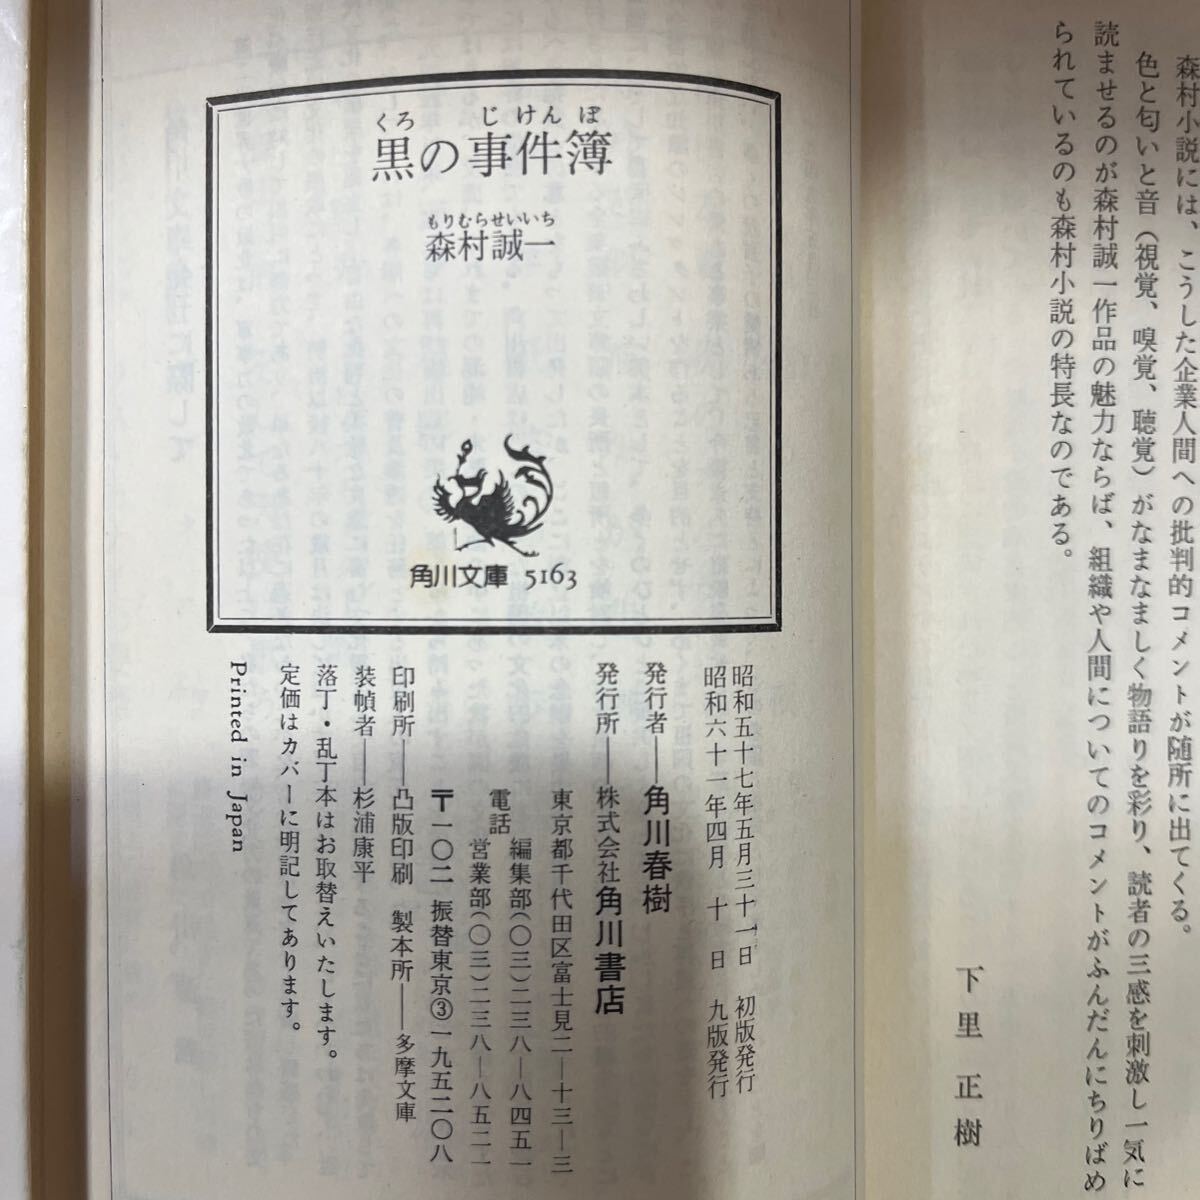 森村小説には、こうした企業人間への批判的コメントが随所に出てくる。
色と匂いと音（視覚、嗅覚、聴覚）がなまなましく物語りを彩り、読者の三感を刺激し一気に
読ませるのが森村誠一作品の魅力ならば、組織や人間についてのコメントがふんだんにちりばめ
られているのも森村小説の特長なのである。
下里正樹
くろ じけんぼ
黒の事件簿
もりむらせいいち
森村誠一
角川文庫 5163
昭和五十七年五月三十一日 初版発行
昭和六十一年四月 十 日 九版発行
発行者――角川春樹
発行所――株式会社角川書店
東京都千代田区富士見二―十三―三
電話 編集部(〇三)二三八―八四五一
営業部(〇三)二三八―八五二一
〒一〇二 振替東京③一九五二〇八
印刷所――凸版印刷 製本所――多摩文庫
装幀者――杉浦康平
落丁・乱丁本はお取替えいたします。
定価はカバーに明記してあります。
Printed in Japan